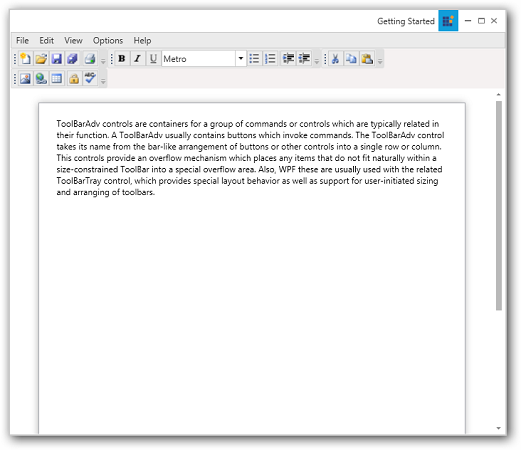 Getting Started
File Edit View Options Help
B I U Metro
ToolBarAdv controls are containers for a group of commands or controls which are typically related in
their function. A ToolBarAdv usually contains buttons which invoke commands. The ToolBarAdv control
takes its name from the bar-like arrangement of buttons or other controls into a single row or column.
This controls provide an overflow mechanism which places any items that do not fit naturally within a
size-constrained ToolBar into a special overflow area. Also, WPF these are usually used with the related
ToolBarTray control, which provides special layout behavior as well as support for user-initiated sizing
and arranging of toolbars.